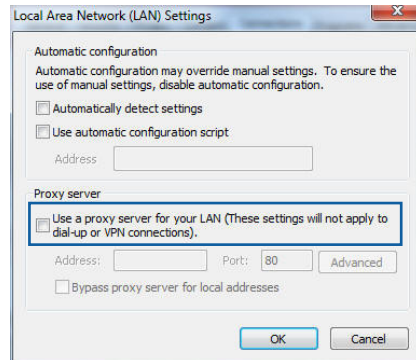 Local Area Network (LAN) Settings
Automatic configuration
Automatic configuration may override manual settings. To ensure the
use of manual settings, disable automatic configuration.
Automatically detect settings
Use automatic configuration script
Address
Proxy server
Use a proxy server for your LAN (These settings will not apply to
dial-up or VPN connections).
Address:
Port:
80
Advanced
Bypass proxy server for local addresses
OK
Cancel